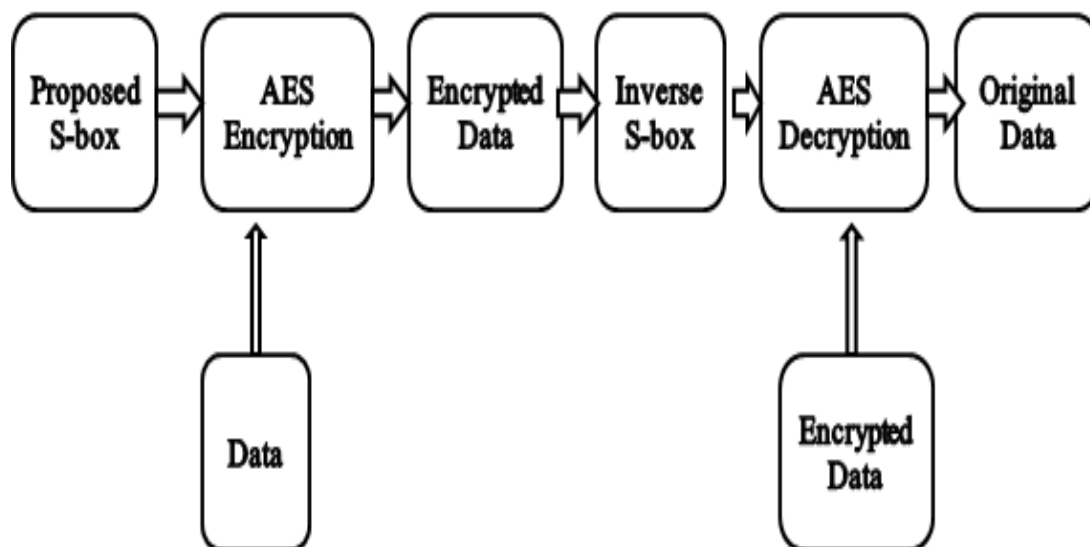 Proposed
S-box
AES
Encryption
Encrypted
Data
Inverse
S-box
AES
Decryption
Original
Data
Data
Encrypted
Data